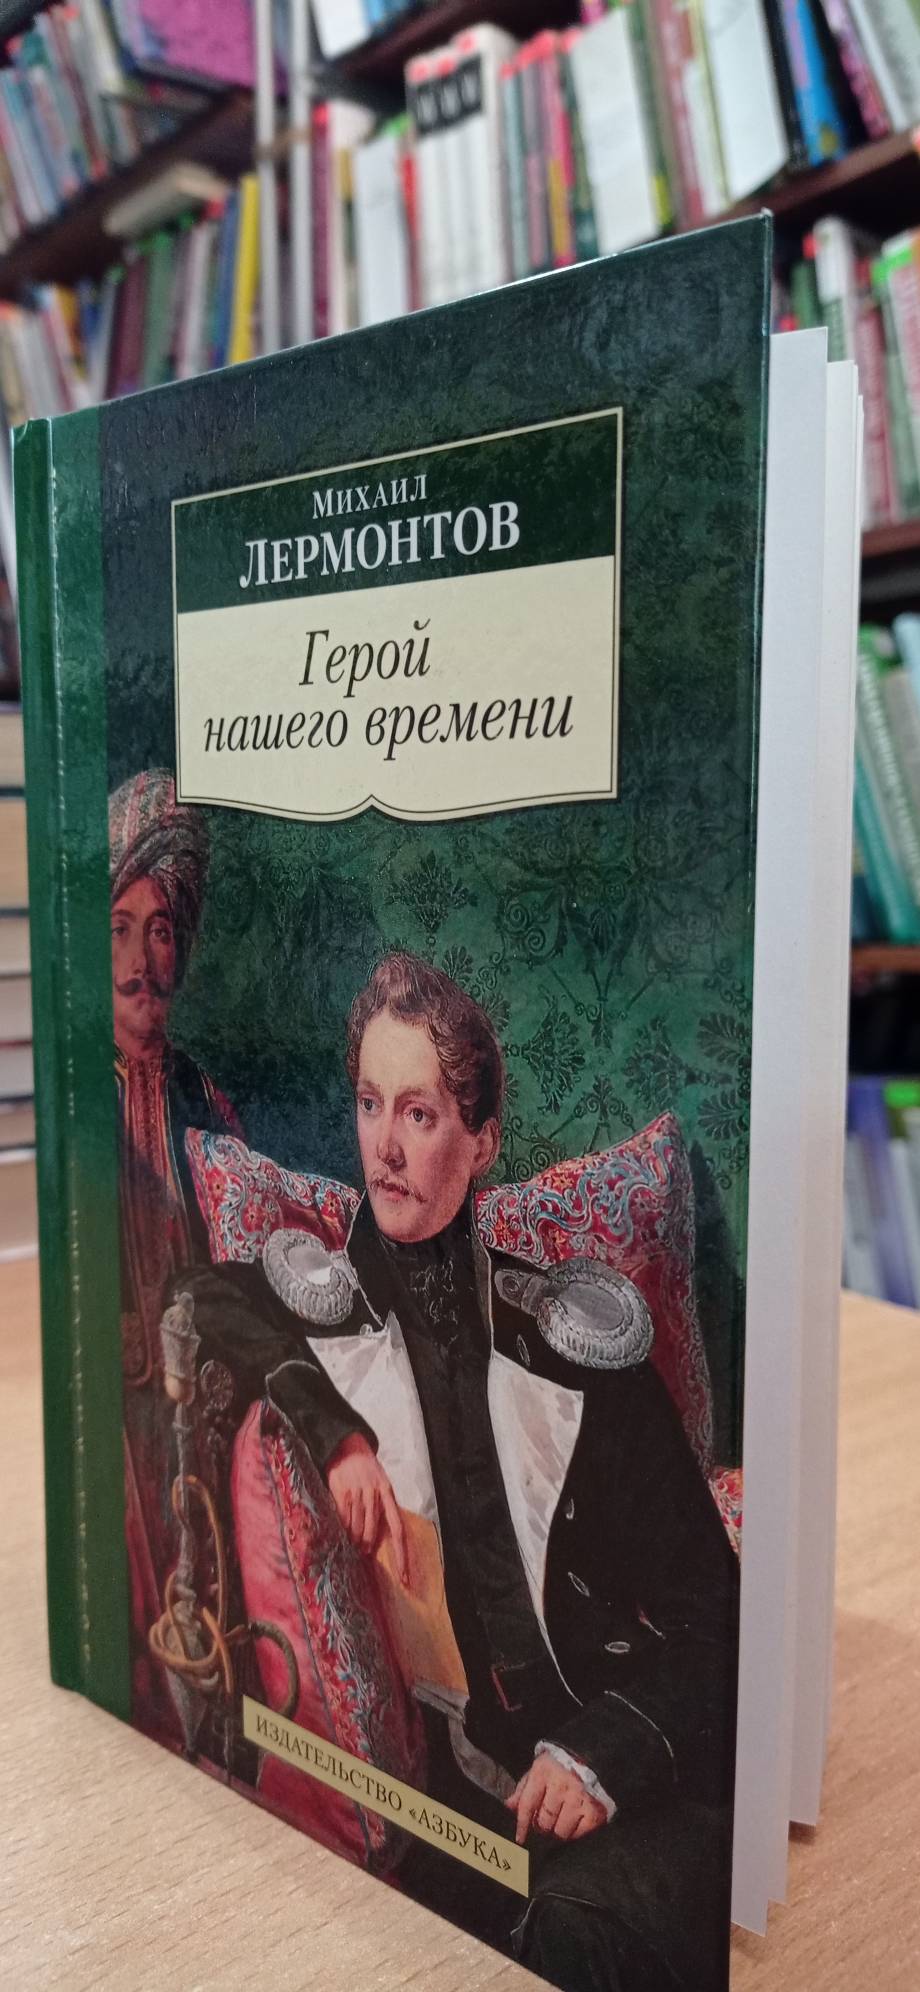 Михаил
ЛЕРМОНТОВ
Герой
нашего времени
ИЗДАТЕЛЬСТВО «АЗБУКА»